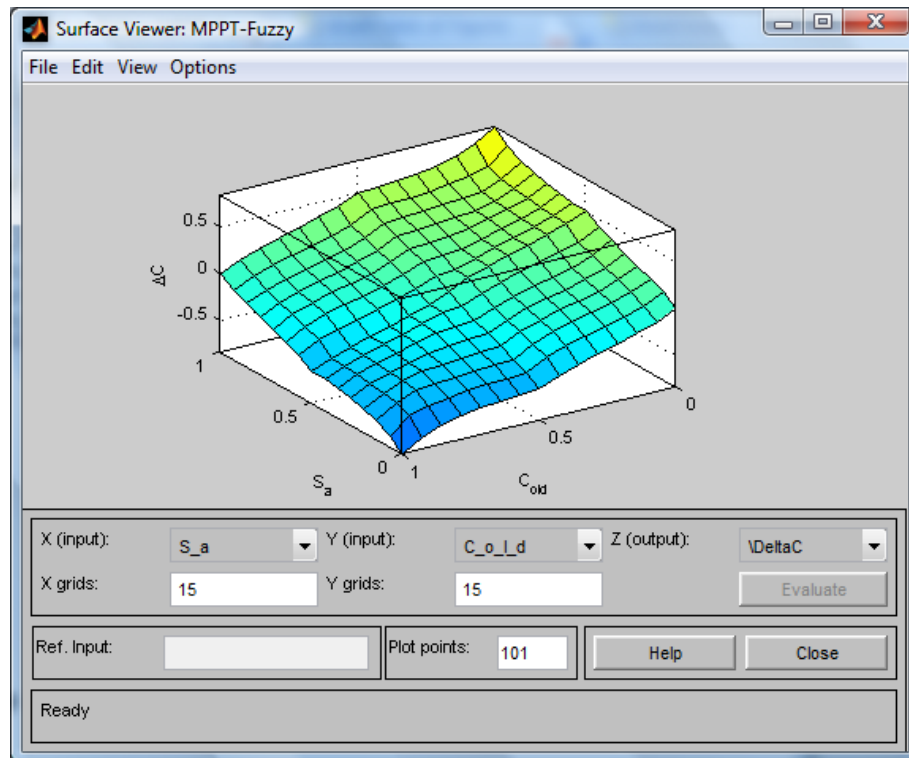 Surface Viewer: MPPT-Fuzzy
File Edit View Options
0.5
0
-0.5
ΔC
1
0.5
0
S_a
1
0.5
0
C_old
X (input): S_a Y (input): C_o_l_d Z (output): \DeltaC
X grids: 15 Y grids: 15 Evaluate
Ref. Input: Plot points: 101 Help Close
Ready